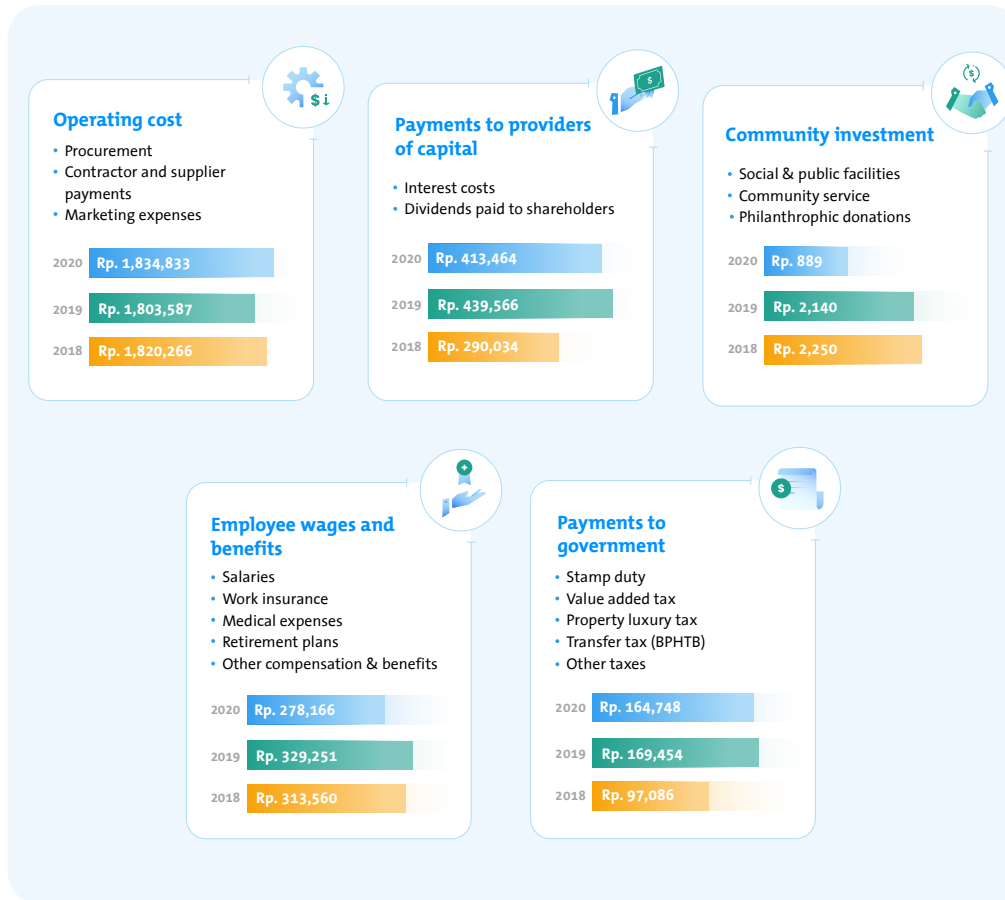 Operating cost
• Procurement
• Contractor and supplier
payments
• Marketing expenses
2020 Rp. 1,834,833
2019 Rp. 1,803,587
2018 Rp. 1,820,266
Payments to providers
of capital
• Interest costs
• Dividends paid to shareholders
2020 Rp. 413,464
2019 Rp. 439,566
2018 Rp. 290,034
Community investment
• Social & public facilities
• Community service
• Philanthrophic donations
2020 Rp. 889
2019 Rp. 2,140
2018 Rp. 2,250
Employee wages and
benefits
• Salaries
• Work insurance
• Medical expenses
• Retirement plans
• Other compensation & benefits
2020 Rp. 278,166
2019 Rp. 329,251
2018 Rp. 313,560
Payments to
government
• Stamp duty
• Value added tax
• Property luxury tax
• Transfer tax (BPHTB)
• Other taxes
2020 Rp. 164,748
2019 Rp. 169,454
2018 Rp. 97,086